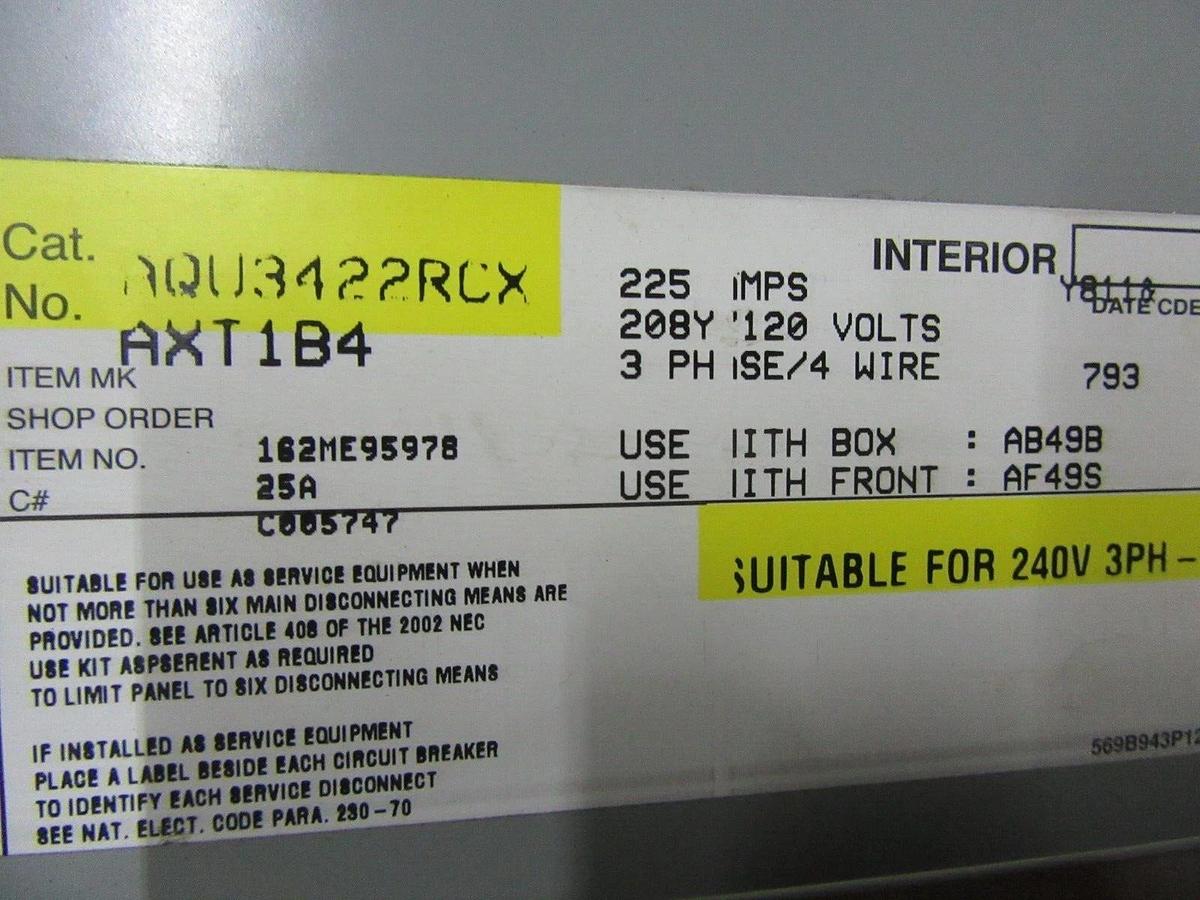 Cat.
No.
AQU3422RCX
AXT1B4
ITEM MK
SHOP ORDER
ITEM NO. 162ME95978
C# 25A
C005747
INTERIOR
225 AMPS
208Y/120 VOLTS
3 PHASE/4 WIRE
DATE CDE
793
USE WITH BOX : AB49B
USE WITH FRONT : AF49S
SUITABLE FOR 240V 3PH -
SUITABLE FOR USE AS SERVICE EQUIPMENT WHEN
NOT MORE THAN SIX MAIN DISCONNECTING MEANS ARE
PROVIDED. SEE ARTICLE 408 OF THE 2002 NEC
USE KIT ASPSERENT AS REQUIRED
TO LIMIT PANEL TO SIX DISCONNECTING MEANS
IF INSTALLED AS SERVICE EQUIPMENT
PLACE A LABEL BESIDE EACH CIRCUIT BREAKER
TO IDENTIFY EACH SERVICE DISCONNECT
SEE NAT. ELECT. CODE PARA. 230-70
569B943P12